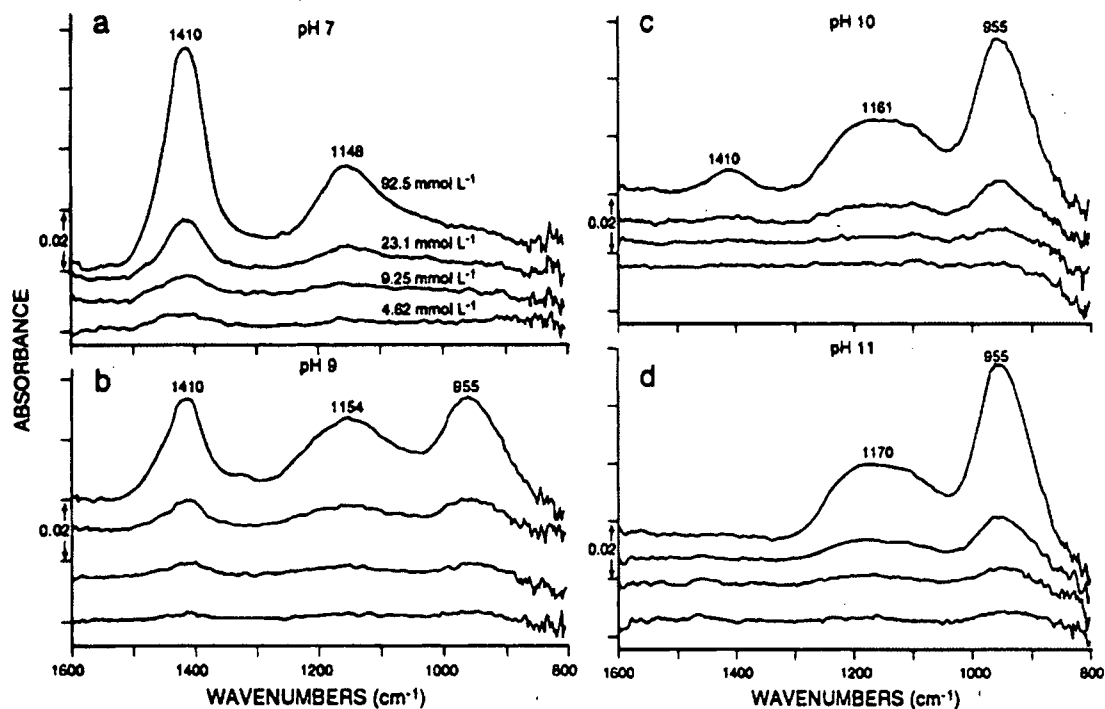 a
pH 7
1410
1148
92.5 mmol L⁻¹
23.1 mmol L⁻¹
9.25 mmol L⁻¹
4.62 mmol L⁻¹
0.02
b
pH 9
1410
1154
955
0.02
1600
1400
1200
1000
800
WAVENUMBERS (cm⁻¹)
ABSORBANCE
c
pH 10
1410
1161
955
0.02
d
pH 11
1170
955
0.02
1600
1400
1200
1000
800
WAVENUMBERS (cm⁻¹)